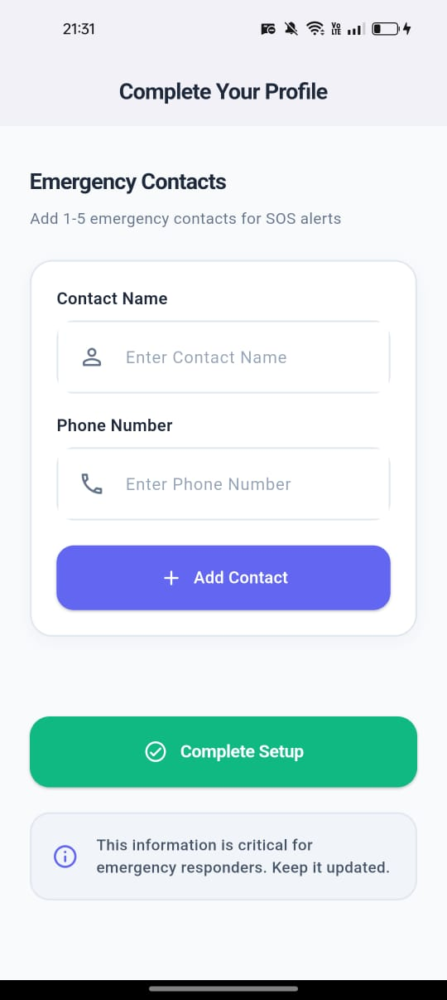 21:31
Vo
LTE
Complete Your Profile
Emergency Contacts
Add 1-5 emergency contacts for SOS alerts
Contact Name
Enter Contact Name
Phone Number
Enter Phone Number
Add Contact
Complete Setup
This information is critical for
emergency responders. Keep it updated.